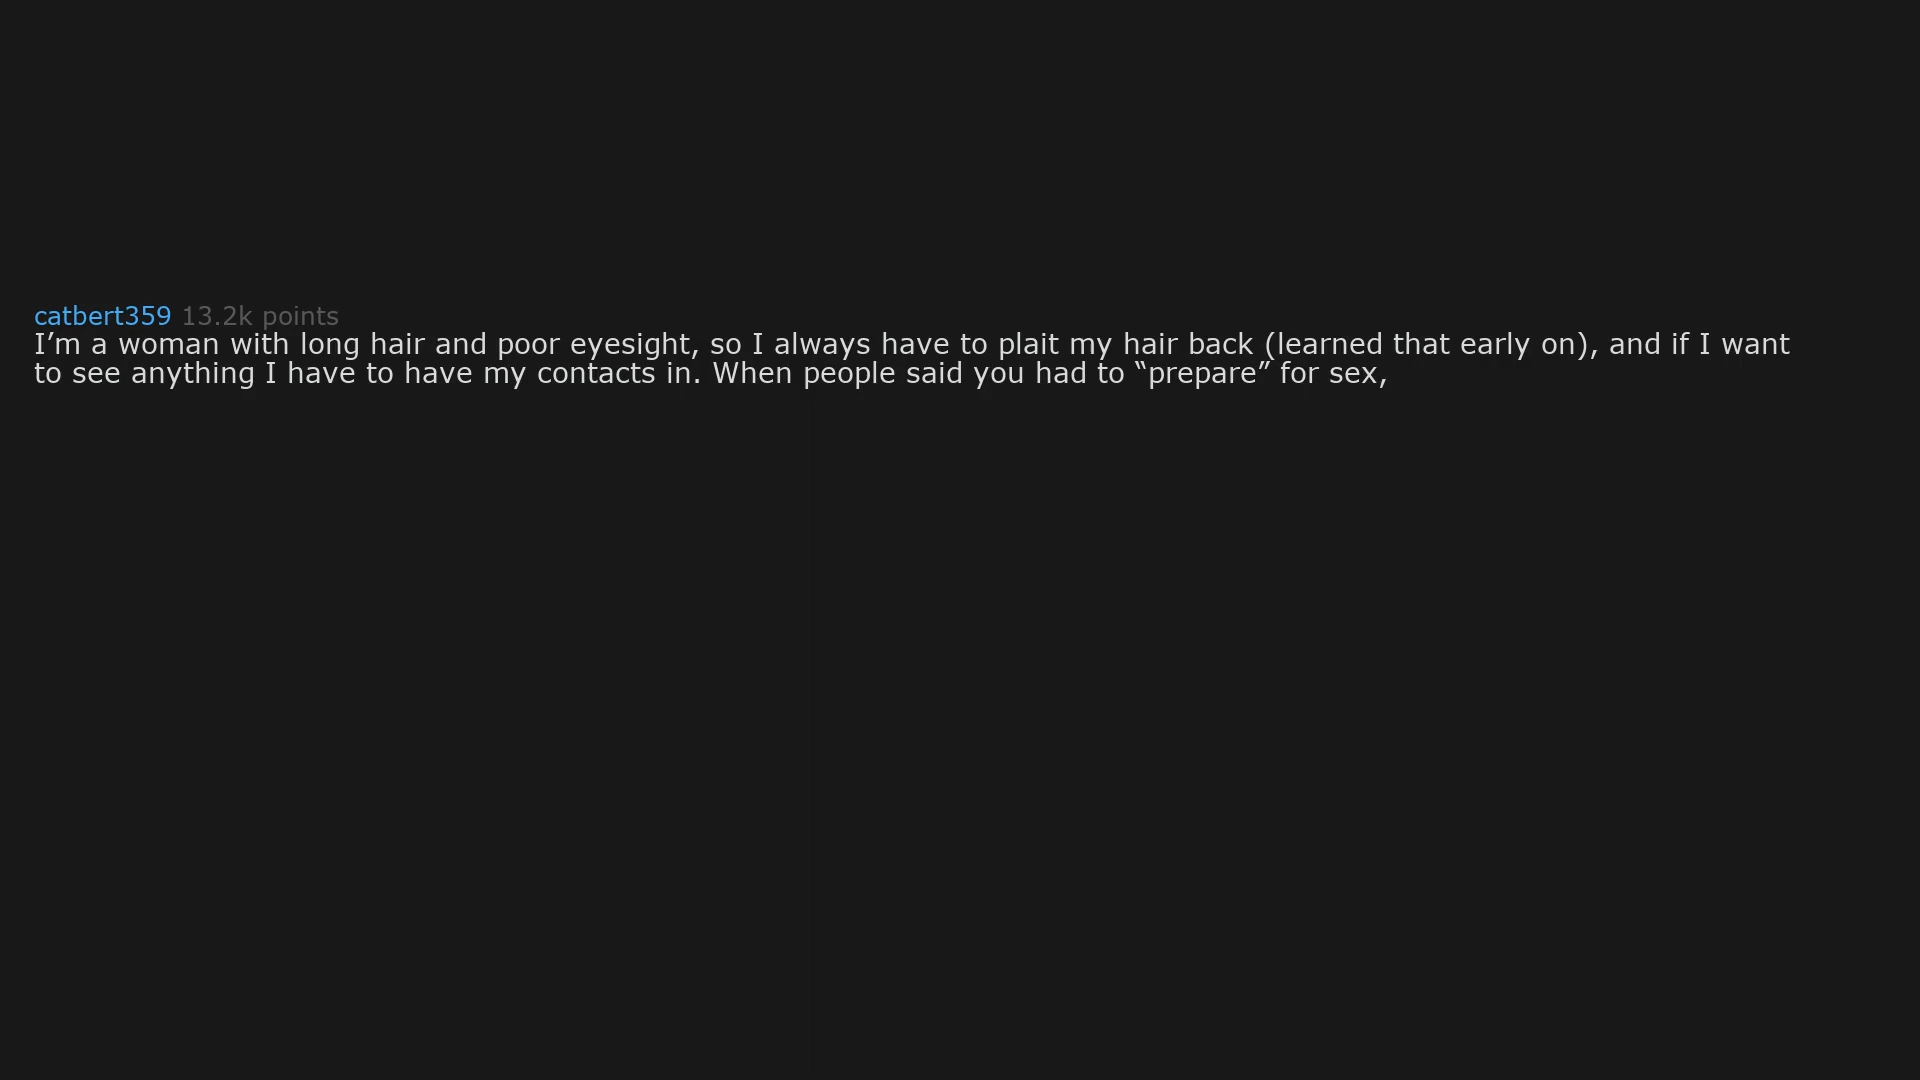 catbert359 13.2k points
I’m a woman with long hair and poor eyesight, so I always have to plait my hair back (learned that early on), and if I want
to see anything I have to have my contacts in. When people said you had to “prepare” for sex,